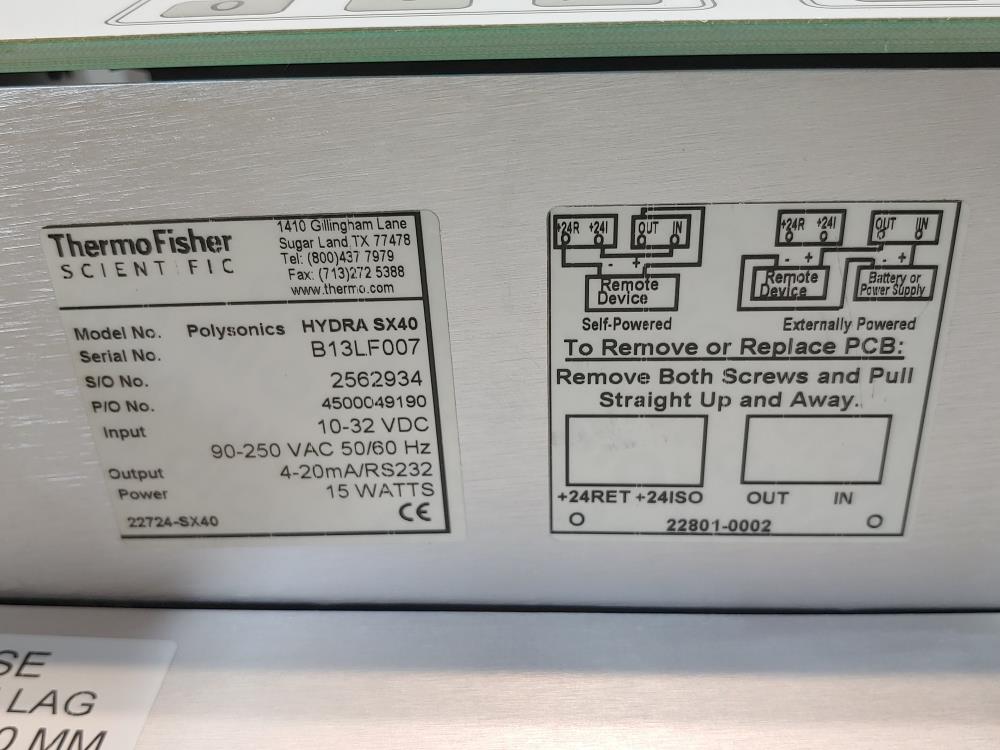 ThermoFisher
SCIENTIFIC
1410 Gillingham Lane
Sugar Land,TX 77478
Tel: (800)437 7979
Fax: (713)272 5388
www.thermo.com
Model No. Polysonics HYDRA SX40
Serial No. B13LF007
S/O No. 2562934
P/O No. 4500049190
Input 10-32 VDC
90-250 VAC 50/60 Hz
Output 4-20mA/RS232
Power 15 WATTS
22724-SX40 CE
+24R +24I OUT IN
- +
Remote
Device
Self-Powered
+24R +24I OUT IN
- + - +
Remote
Device
Battery or
Power Supply
Externally Powered
To Remove or Replace PCB:
Remove Both Screws and Pull
Straight Up and Away.
+24RET +24ISO OUT IN
22801-0002
SE
LAG
0 MM